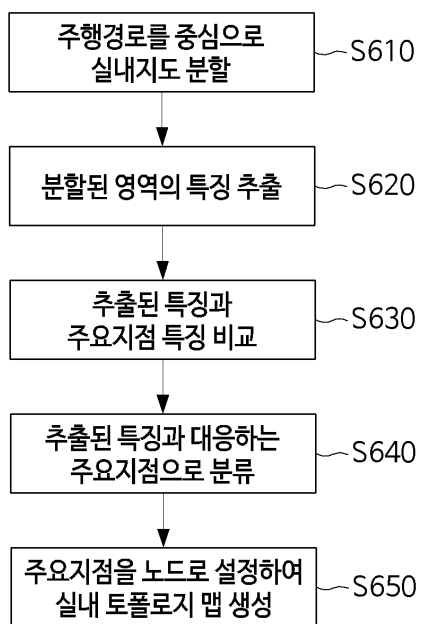 주행경로를 중심으로
실내지도 분할
S610
분할된 영역의 특징 추출
S620
추출된 특징과
주요지점 특징 비교
S630
추출된 특징과 대응하는
주요지점으로 분류
S640
주요지점을 노드로 설정하여
실내 토폴로지 맵 생성
S650